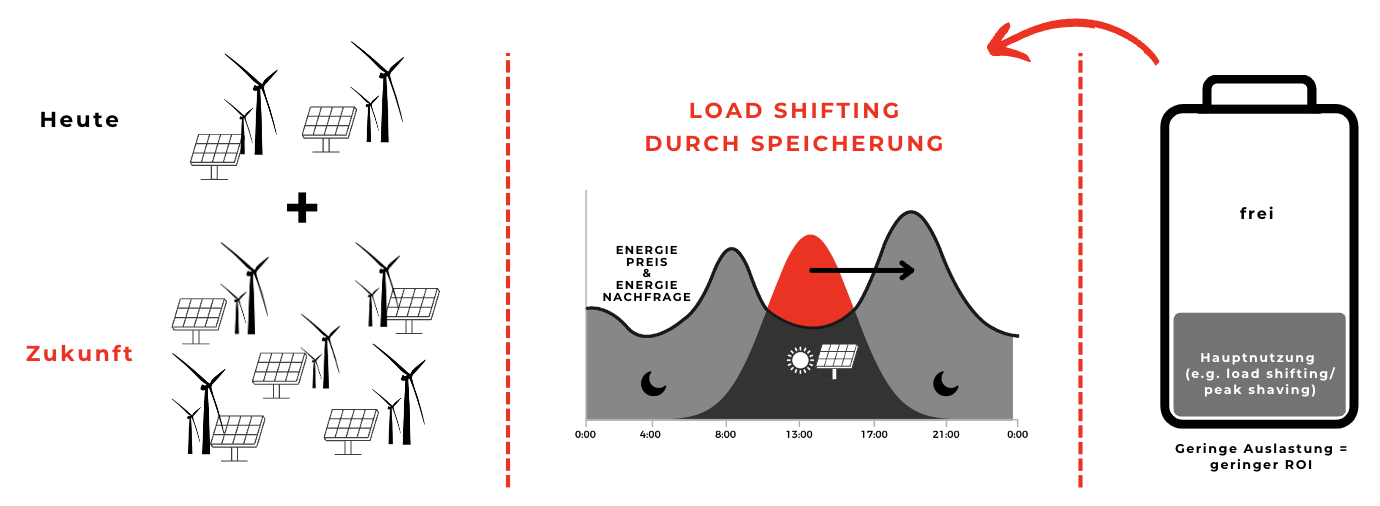 Heute
Zukunft
LOAD SHIFTING
DURCH SPEICHERUNG
ENERGIE
PREIS
&
ENERGIE
NACHFRAGE
0:00 4:00 8:00 13:00 17:00 21:00 0:00
frei
Hauptnutzung
(e.g. load shifting/
peak shaving)
Geringe Auslastung =
geringer ROI